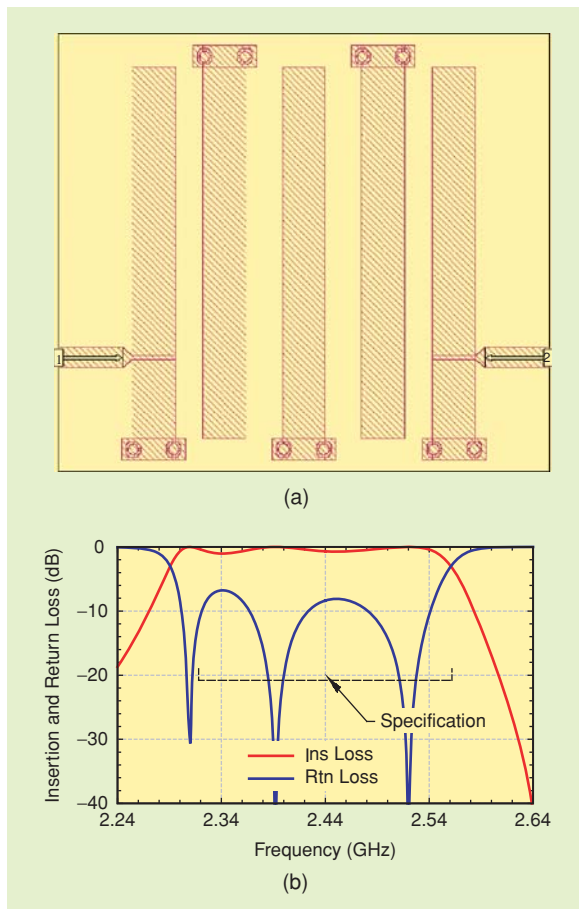 1
2
(a)
Insertion and Return Loss (dB)
0
−10
−20
−30
−40
Specification
Ins Loss
Rtn Loss
2.24
2.34
2.44
2.54
2.64
Frequency (GHz)
(b)